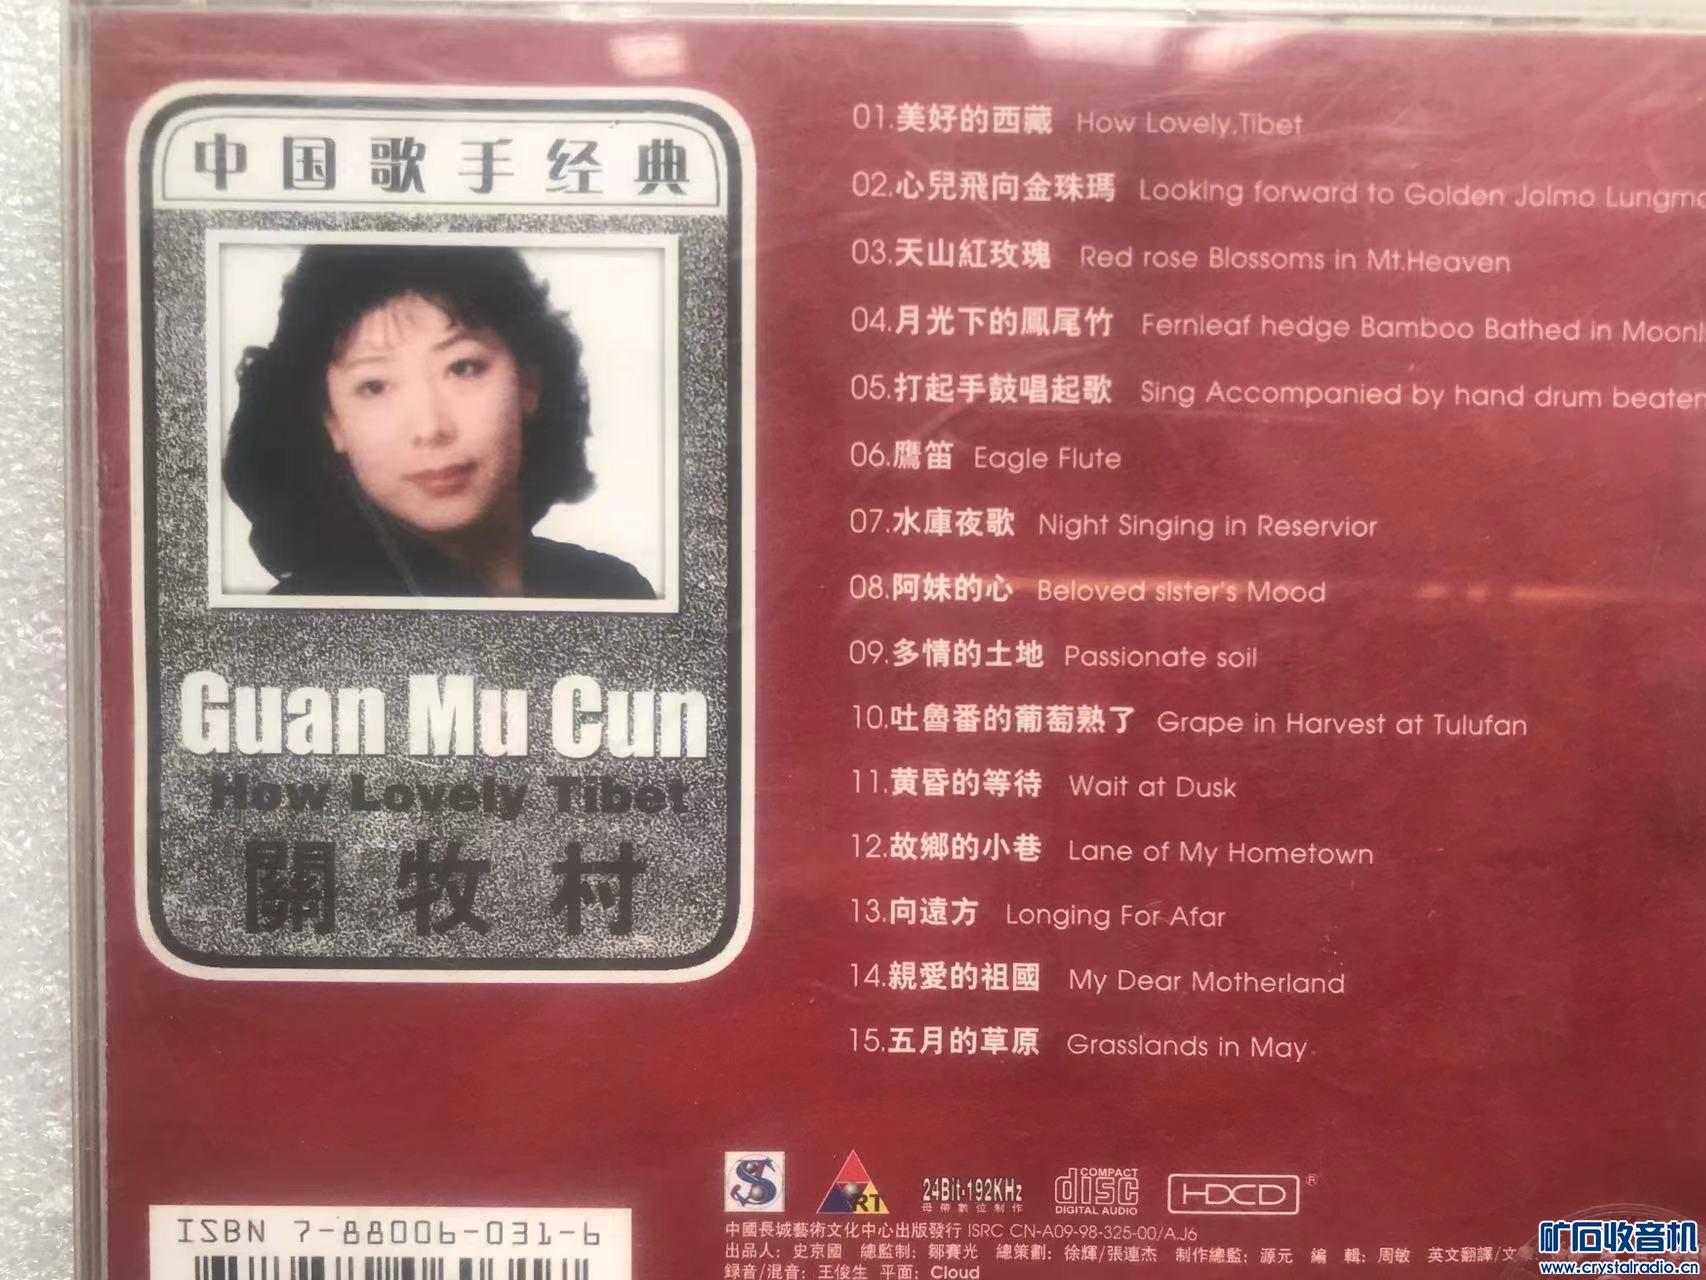 中国歌手经典
Guan Mu Cun
How Lovely Tibet
關牧村
01.美好的西藏 How Lovely,Tibet
02.心兒飛向金珠瑪 Looking forward to Golden Jolmo Lungma
03.天山紅玫瑰 Red rose Blossoms in Mt.Heaven
04.月光下的鳳尾竹 Fernleaf hedge Bamboo Bathed in
05.打起手鼓唱起歌 Sing Accompanied by hand drum beaten
06.鷹笛 Eagle Flute
07.水庫夜歌 Night Singing in Reservior
08.阿妹的心 Beloved sister's Mood
09.多情的土地 Passionate soil
10.吐魯番的葡萄熟了 Grape in Harvest at Tulufan
11.黄昏的等待 Wait at Dusk
12.故鄉的小巷 Lane of My Hometown
13.向遠方 Longing For Afar
14.親愛的祖國 My Dear Motherland
15.五月的草原 Grasslands in May
S
ART
24Bit-192KHz
母帶數位制作
COMPACT
disc
DIGITAL AUDIO
HDCD®
中國長城藝術文化中心出版發行 ISRC CN-A09-98-325-00/A.J6
出品人：史京國 總監制：鄒賽光 總策劃：徐輝/張連杰 制作總監：源元 編 輯：周敏 英文翻譯/文
録音/混音：王俊生 平面：Cloud
ISBN 7-88006-031-6
矿石收音机
www.crystalradio.cn